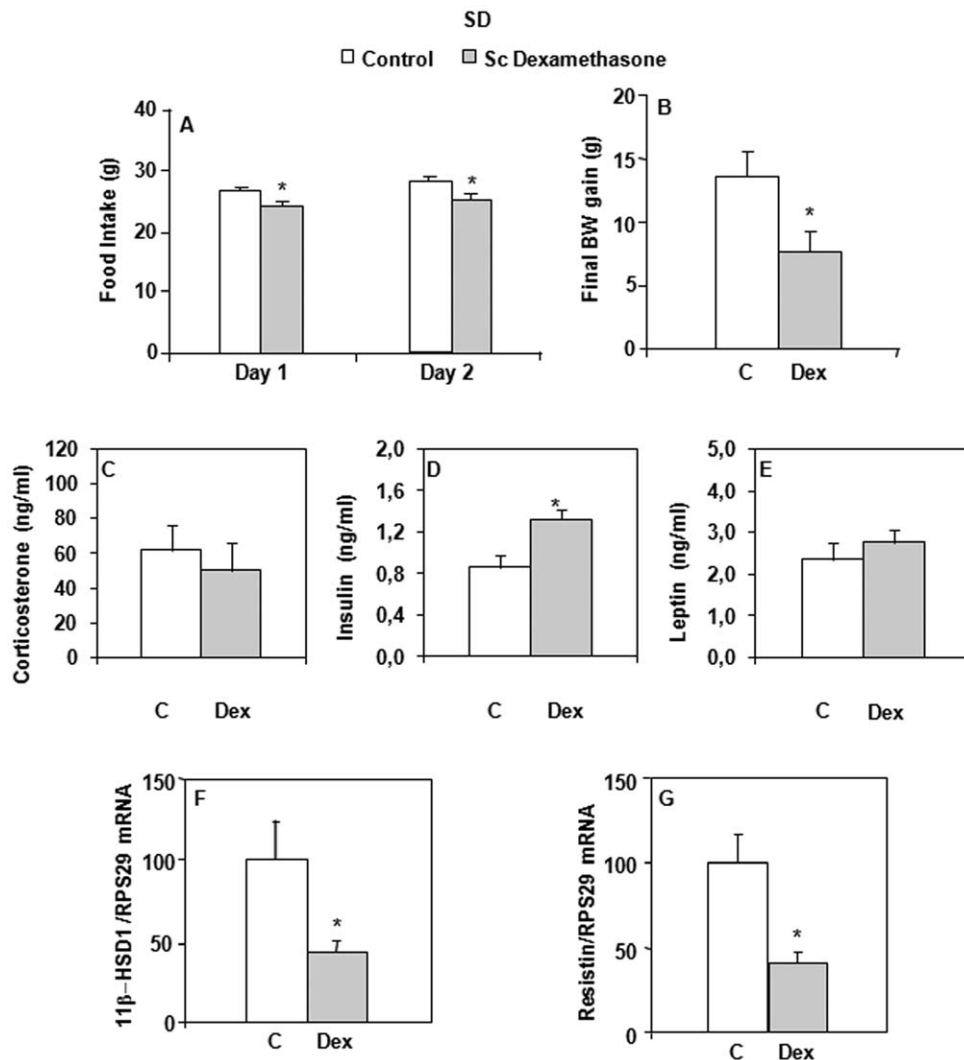 SD
Control Sc Dexamethasone
A
Food Intake (g)
40
30
20
10
0
*
*
Day 1 Day 2
B
Final BW gain (g)
20
15
10
5
0
*
C Dex
C
Corticosterone (ng/ml)
120
100
80
60
40
20
0
C Dex
D
Insulin (ng/ml)
2,0
1,6
1,2
0,8
0,4
0,0
*
C Dex
E
Leptin (ng/ml)
5,0
4,0
3,0
2,0
1,0
0,0
C Dex
F
11β–HSD1/RPS29 mRNA
150
100
50
0
*
C Dex
G
Resistin/RPS29 mRNA
150
100
50
0
*
C Dex